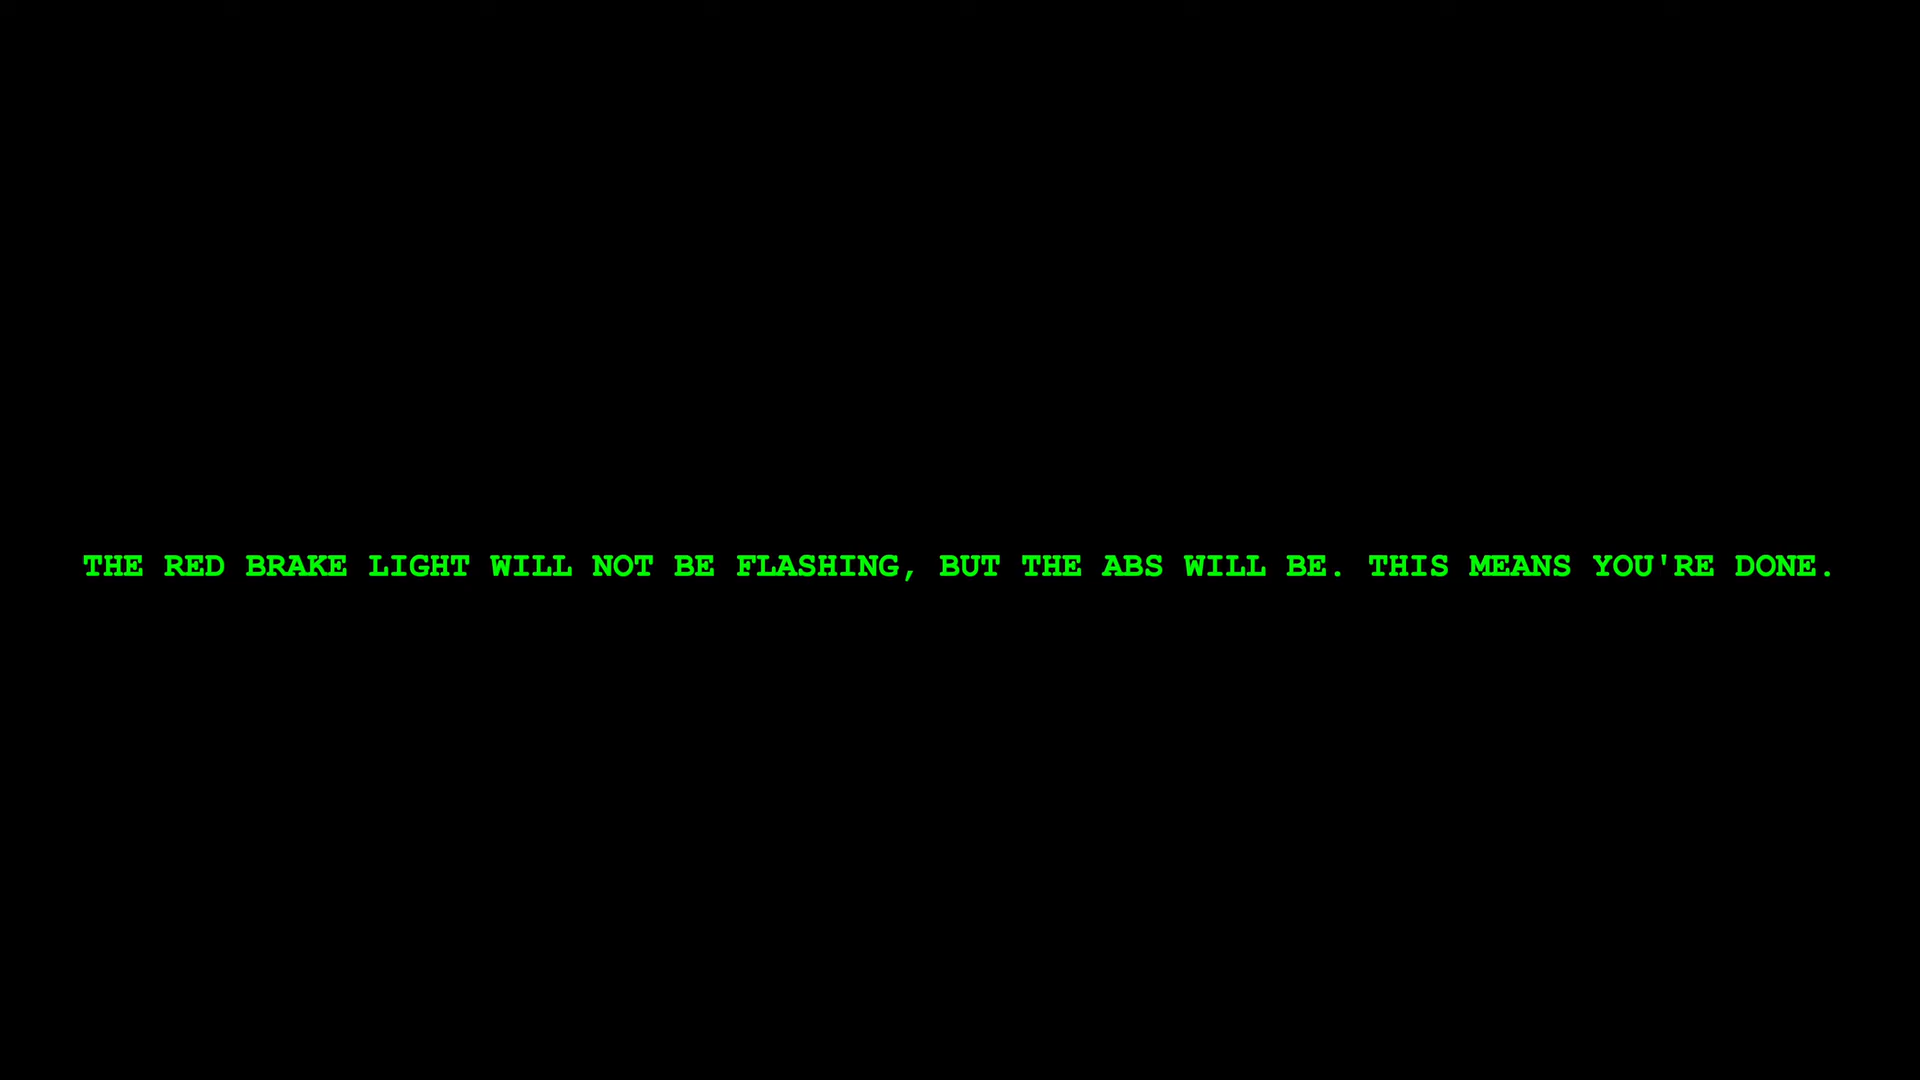 THE RED BRAKE LIGHT WILL NOT BE FLASHING, BUT THE ABS WILL BE. THIS MEANS YOU'RE DONE.